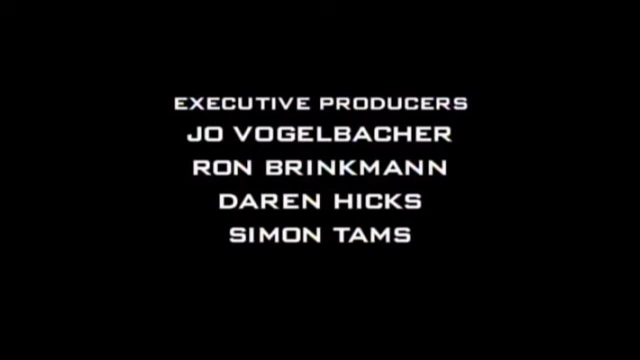 EXECUTIVE PRODUCERS
JO VOGELBACHER
RON BRINKMANN
DAREN HICKS
SIMON TAMS